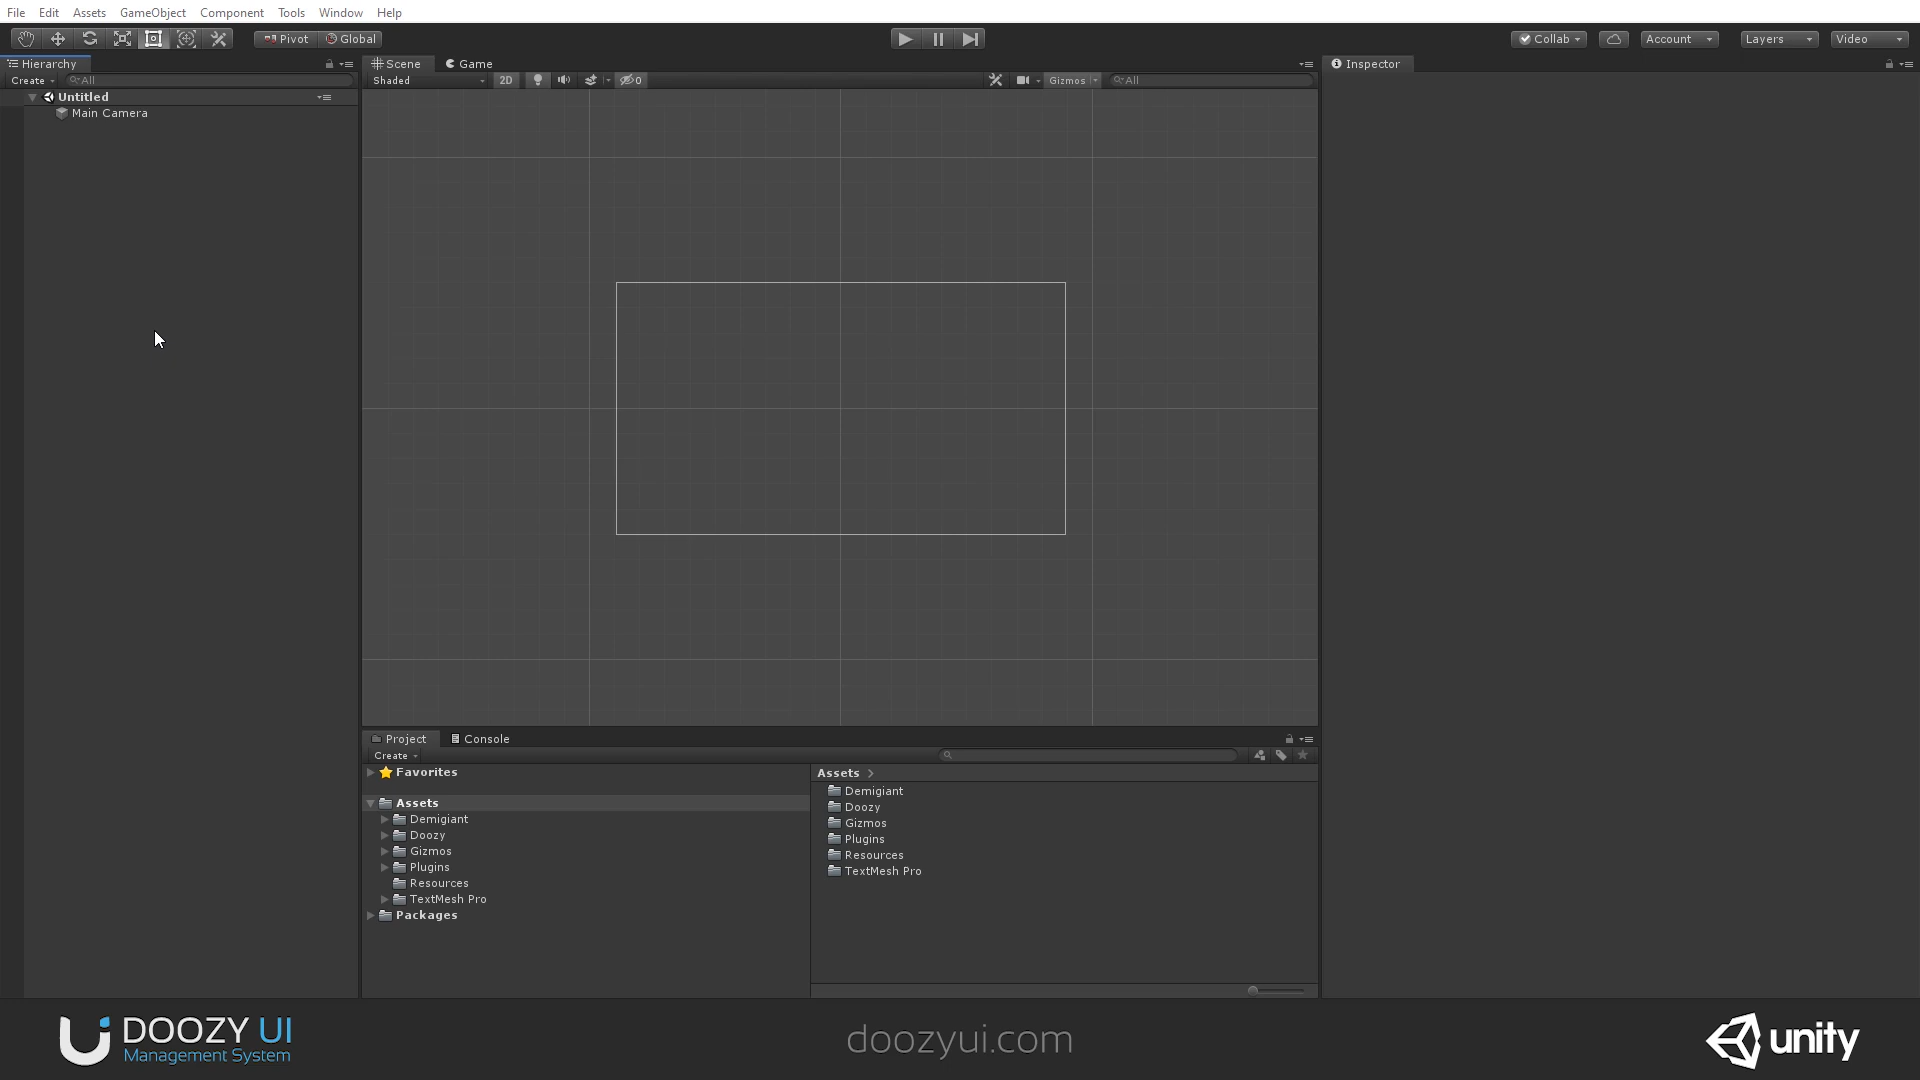 File Edit Assets GameObject Component Tools Window Help
Pivot Global Collab Account Layers Video
Hierarchy Scene Game Inspector
Create All Shaded 2D 0 Gizmos All
Untitled
Main Camera
Project Console
Create
Favorites
Assets
Demigiant
Doozy
Gizmos
Plugins
Resources
TextMesh Pro
Packages
Assets
Demigiant
Doozy
Gizmos
Plugins
Resources
TextMesh Pro
DOOZY UI
Management System
doozyui.com
unity